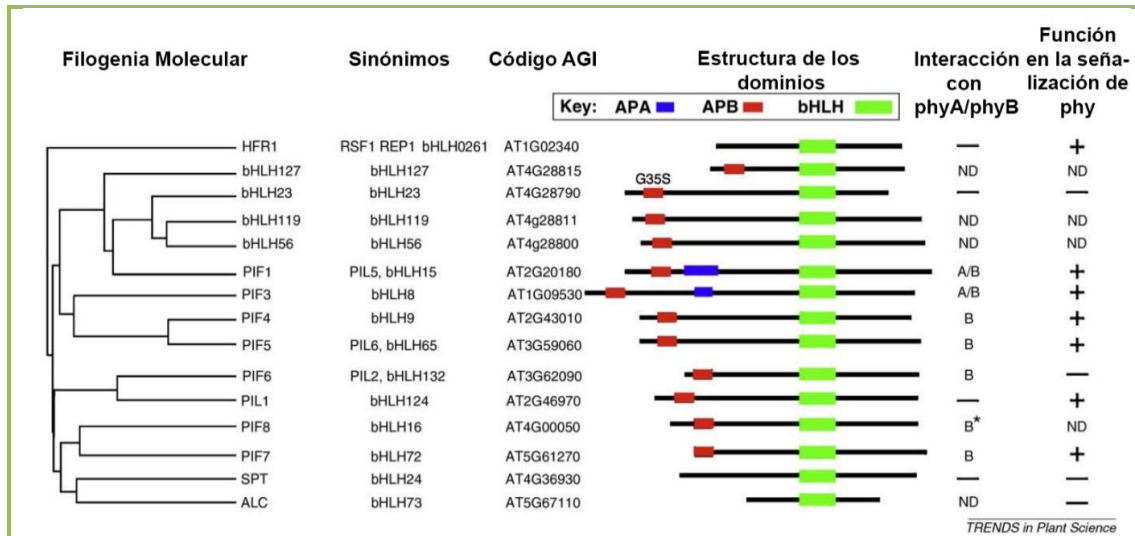 Filogenia Molecular Sinónimos Código AGI Estructura de los dominios Interacción con phyA/phyB Función en la seña-lización de phy
Key: APA APB bHLH
HFR1 RSF1 REP1 bHLH0261 AT1G02340 — +
bHLH127 bHLH127 AT4G28815 ND ND
G35S
bHLH23 bHLH23 AT4G28790 — —
bHLH119 bHLH119 AT4g28811 ND ND
bHLH56 bHLH56 AT4g28800 ND ND
PIF1 PIL5, bHLH15 AT2G20180 A/B +
PIF3 bHLH8 AT1G09530 A/B +
PIF4 bHLH9 AT2G43010 B +
PIF5 PIL6, bHLH65 AT3G59060 B +
PIF6 PIL2, bHLH132 AT3G62090 B —
PIL1 bHLH124 AT2G46970 — +
PIF8 bHLH16 AT4G00050 B* ND
PIF7 bHLH72 AT5G61270 B +
SPT bHLH24 AT4G36930 — —
ALC bHLH73 AT5G67110 ND —
TRENDS in Plant Science